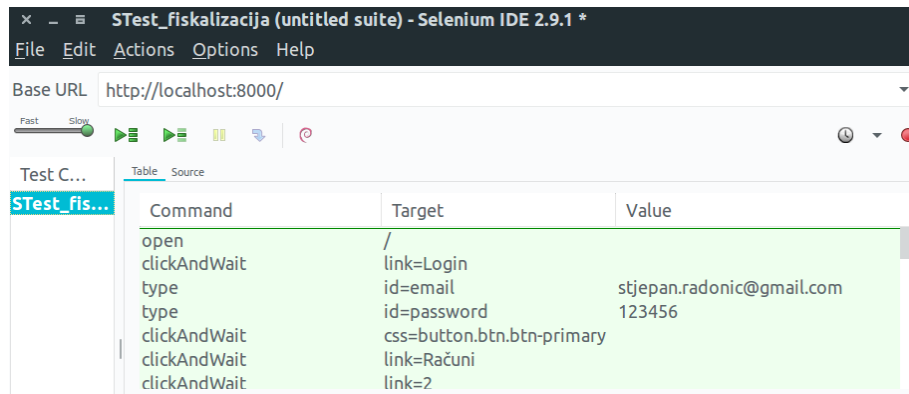 STest_fiskalizacija (untitled suite) - Selenium IDE 2.9.1 *
File Edit Actions Options Help
Base URL http://localhost:8000/
Fast Slow
Test C... Table Source
STest_fis...
Command Target Value
open /
clickAndWait link=Login
type id=email stjepan.radonic@gmail.com
type id=password 123456
clickAndWait css=button.btn.btn-primary
clickAndWait link=Računi
clickAndWait link=2